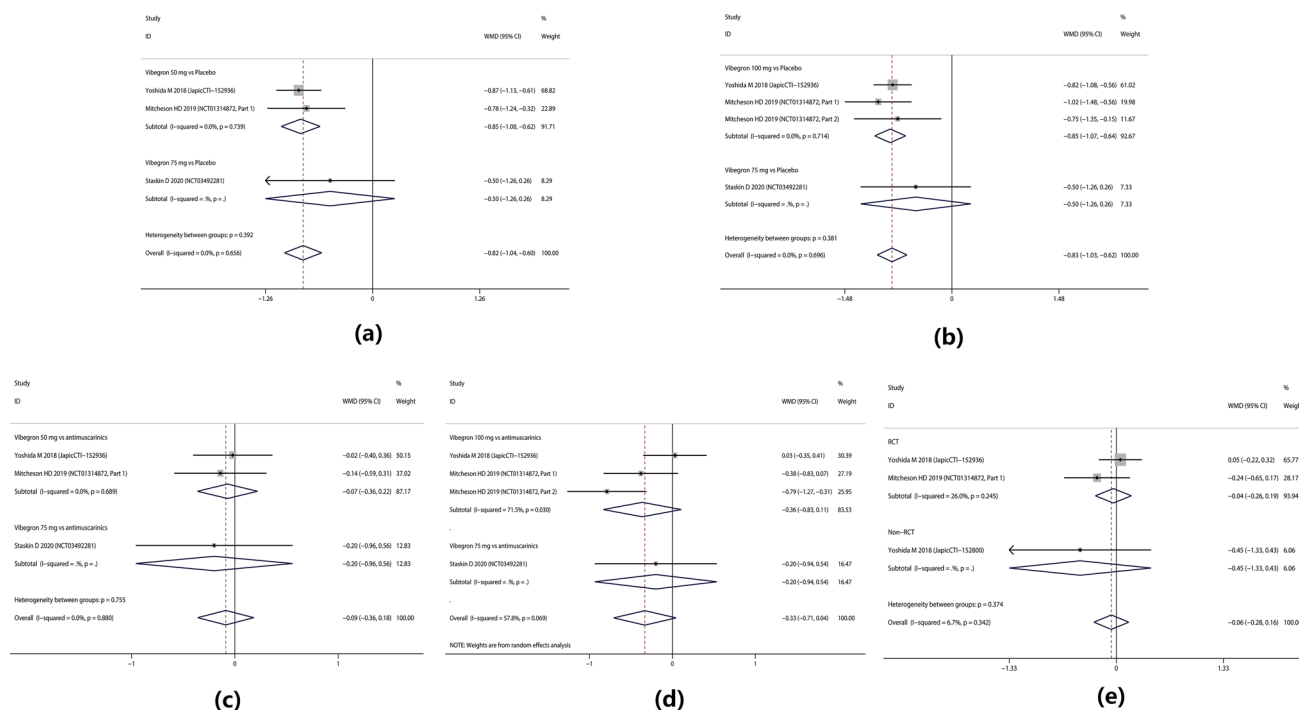 Study %
ID WMD (95% CI) Weight
Vibegron 50 mg vs Placebo
Yoshida M 2018 (JapicCTI−152936) −0.87 (−1.13, −0.61) 68.82
Mitcheson HD 2019 (NCT01314872, Part 1) −0.78 (−1.24, −0.32) 22.89
Subtotal (I−squared = 0.0%, p = 0.739) −0.85 (−1.08, −0.62) 91.71
Vibegron 75 mg vs Placebo
Staskin D 2020 (NCT03492281) −0.50 (−1.26, 0.26) 8.29
Subtotal (I−squared = .%, p = .) −0.50 (−1.26, 0.26) 8.29
Heterogeneity between groups: p = 0.392
Overall (I−squared = 0.0%, p = 0.656) −0.82 (−1.04, −0.60) 100.00
−1.26 0 1.26
(a)
Study %
ID WMD (95% CI) Weight
Vibegron 100 mg vs Placebo
Yoshida M 2018 (JapicCTI−152936) −0.82 (−1.08, −0.56) 61.02
Mitcheson HD 2019 (NCT01314872, Part 1) −1.02 (−1.48, −0.56) 19.98
Mitcheson HD 2019 (NCT01314872, Part 2) −0.75 (−1.35, −0.15) 11.67
Subtotal (I−squared = 0.0%, p = 0.714) −0.85 (−1.07, −0.64) 92.67
Vibegron 75 mg vs Placebo
Staskin D 2020 (NCT03492281) −0.50 (−1.26, 0.26) 7.33
Subtotal (I−squared = .%, p = .) −0.50 (−1.26, 0.26) 7.33
Heterogeneity between groups: p = 0.381
Overall (I−squared = 0.0%, p = 0.696) −0.83 (−1.03, −0.62) 100.00
−1.48 0 1.48
(b)
Study %
ID WMD (95% CI) Weight
Vibegron 50 mg vs antimuscarinics
Yoshida M 2018 (JapicCTI−152936) −0.02 (−0.40, 0.36) 50.15
Mitcheson HD 2019 (NCT01314872, Part 1) −0.14 (−0.59, 0.31) 37.02
Subtotal (I−squared = 0.0%, p = 0.689) −0.07 (−0.36, 0.22) 87.17
Vibegron 75 mg vs antimuscarinics
Staskin D 2020 (NCT03492281) −0.20 (−0.96, 0.56) 12.83
Subtotal (I−squared = .%, p = .) −0.20 (−0.96, 0.56) 12.83
Heterogeneity between groups: p = 0.755
Overall (I−squared = 0.0%, p = 0.880) −0.09 (−0.36, 0.18) 100.00
−1 0 1
(c)
Study %
ID WMD (95% CI) Weight
Vibegron 100 mg vs antimuscarinics
Yoshida M 2018 (JapicCTI−152936) 0.03 (−0.35, 0.41) 30.39
Mitcheson HD 2019 (NCT01314872, Part 1) −0.38 (−0.83, 0.07) 27.19
Mitcheson HD 2019 (NCT01314872, Part 2) −0.79 (−1.27, −0.31) 25.95
Subtotal (I−squared = 71.5%, p = 0.030) −0.36 (−0.83, 0.11) 83.53
.
Vibegron 75 mg vs antimuscarinics
Staskin D 2020 (NCT03492281) −0.20 (−0.94, 0.54) 16.47
Subtotal (I−squared = .%, p = .) −0.20 (−0.94, 0.54) 16.47
.
Overall (I−squared = 57.8%, p = 0.069) −0.33 (−0.71, 0.04) 100.00
NOTE: Weights are from random effects analysis
−1 0 1
(d)
Study %
ID WMD (95% CI) Weight
RCT
Yoshida M 2018 (JapicCTI−152936) 0.05 (−0.22, 0.32) 65.77
Mitcheson HD 2019 (NCT01314872, Part 1) −0.24 (−0.65, 0.17) 28.17
Subtotal (I−squared = 26.0%, p = 0.245) −0.04 (−0.26, 0.19) 93.94
Non−RCT
Yoshida M 2018 (JapicCTI−152800) −0.45 (−1.33, 0.43) 6.06
Subtotal (I−squared = .%, p = .) −0.45 (−1.33, 0.43) 6.06
Heterogeneity between groups: p = 0.374
Overall (I−squared = 6.7%, p = 0.342) −0.06 (−0.28, 0.16) 100.00
−1.33 0 1.33
(e)